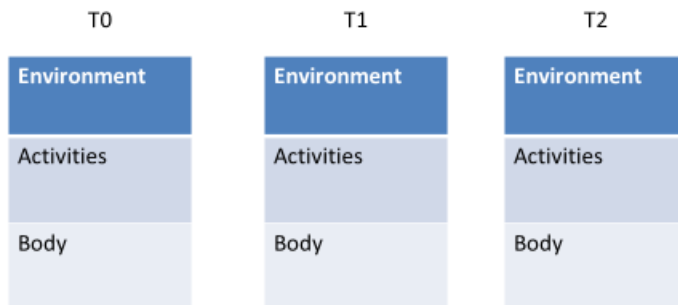 T0 T1 T2
Environment Environment Environment
Activities Activities Activities
Body Body Body